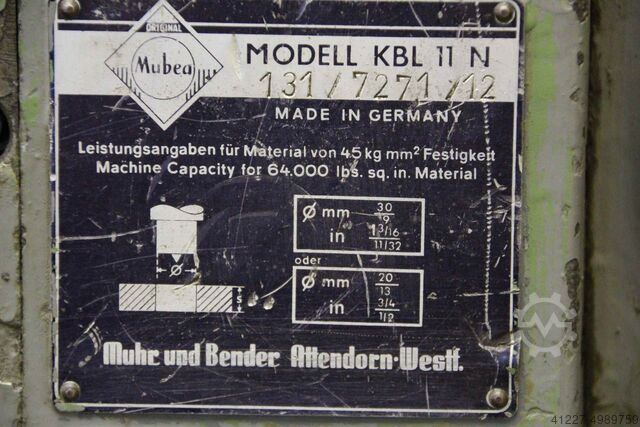 ORIGINAL
Mubea
MODELL KBL 11 N
131/7271/12
MADE IN GERMANY
Leistungsangaben für Material von 45 kg mm² Festigkeit
Machine Capacity for 64.000 lbs. sq. in. Material
Ø mm 30/9
in 1 3/16 11/32
oder
Ø mm 20/13
in 3/4 1/2
Ø
S
Muhr und Bender Attendorn-Westf.
41227-4989759